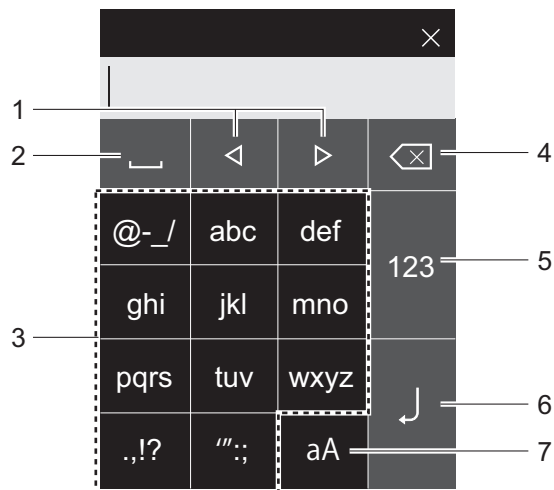 1
2
4
@-_/ abc def
123 5
ghi jkl mno
3
pqrs tuv wxyz
6
.,!? ‘”:; aA
7